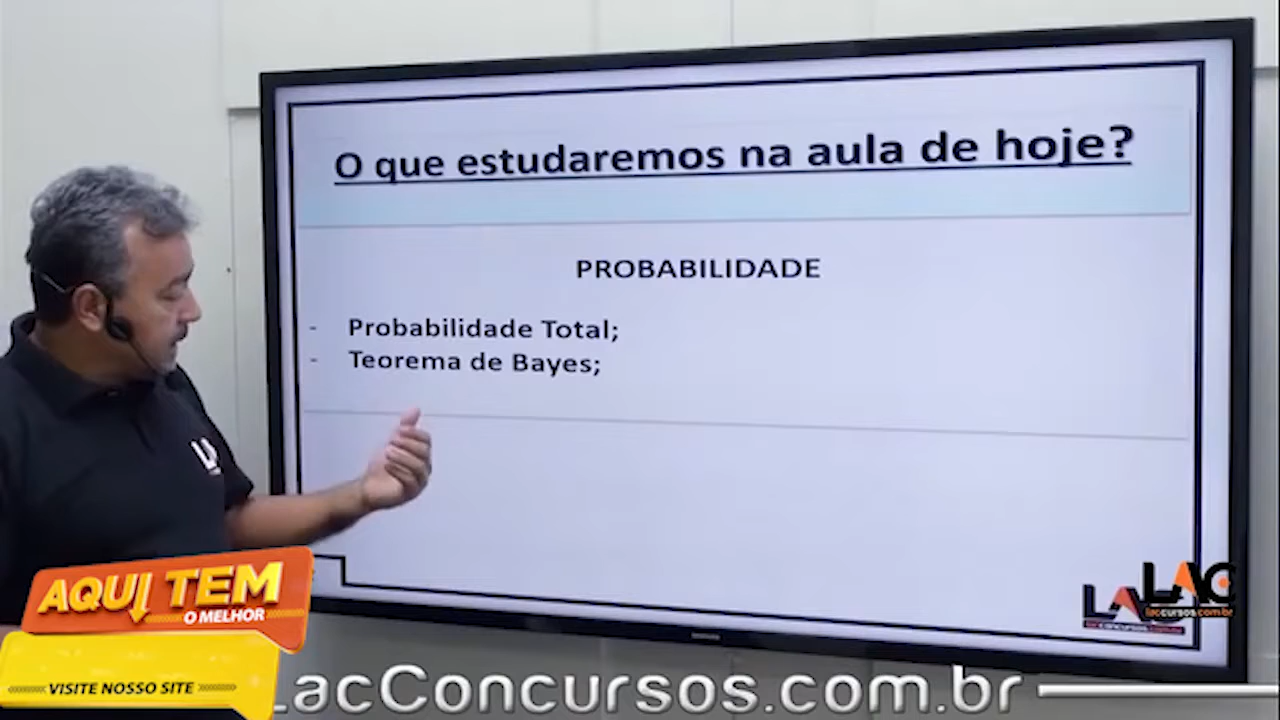 O que estudaremos na aula de hoje?
PROBABILIDADE
- Probabilidade Total;
- Teorema de Bayes;
LAC
laccursos.com.br
AQUI TEM
O MELHOR
VISITE NOSSO SITE
LacConcursos.com.br